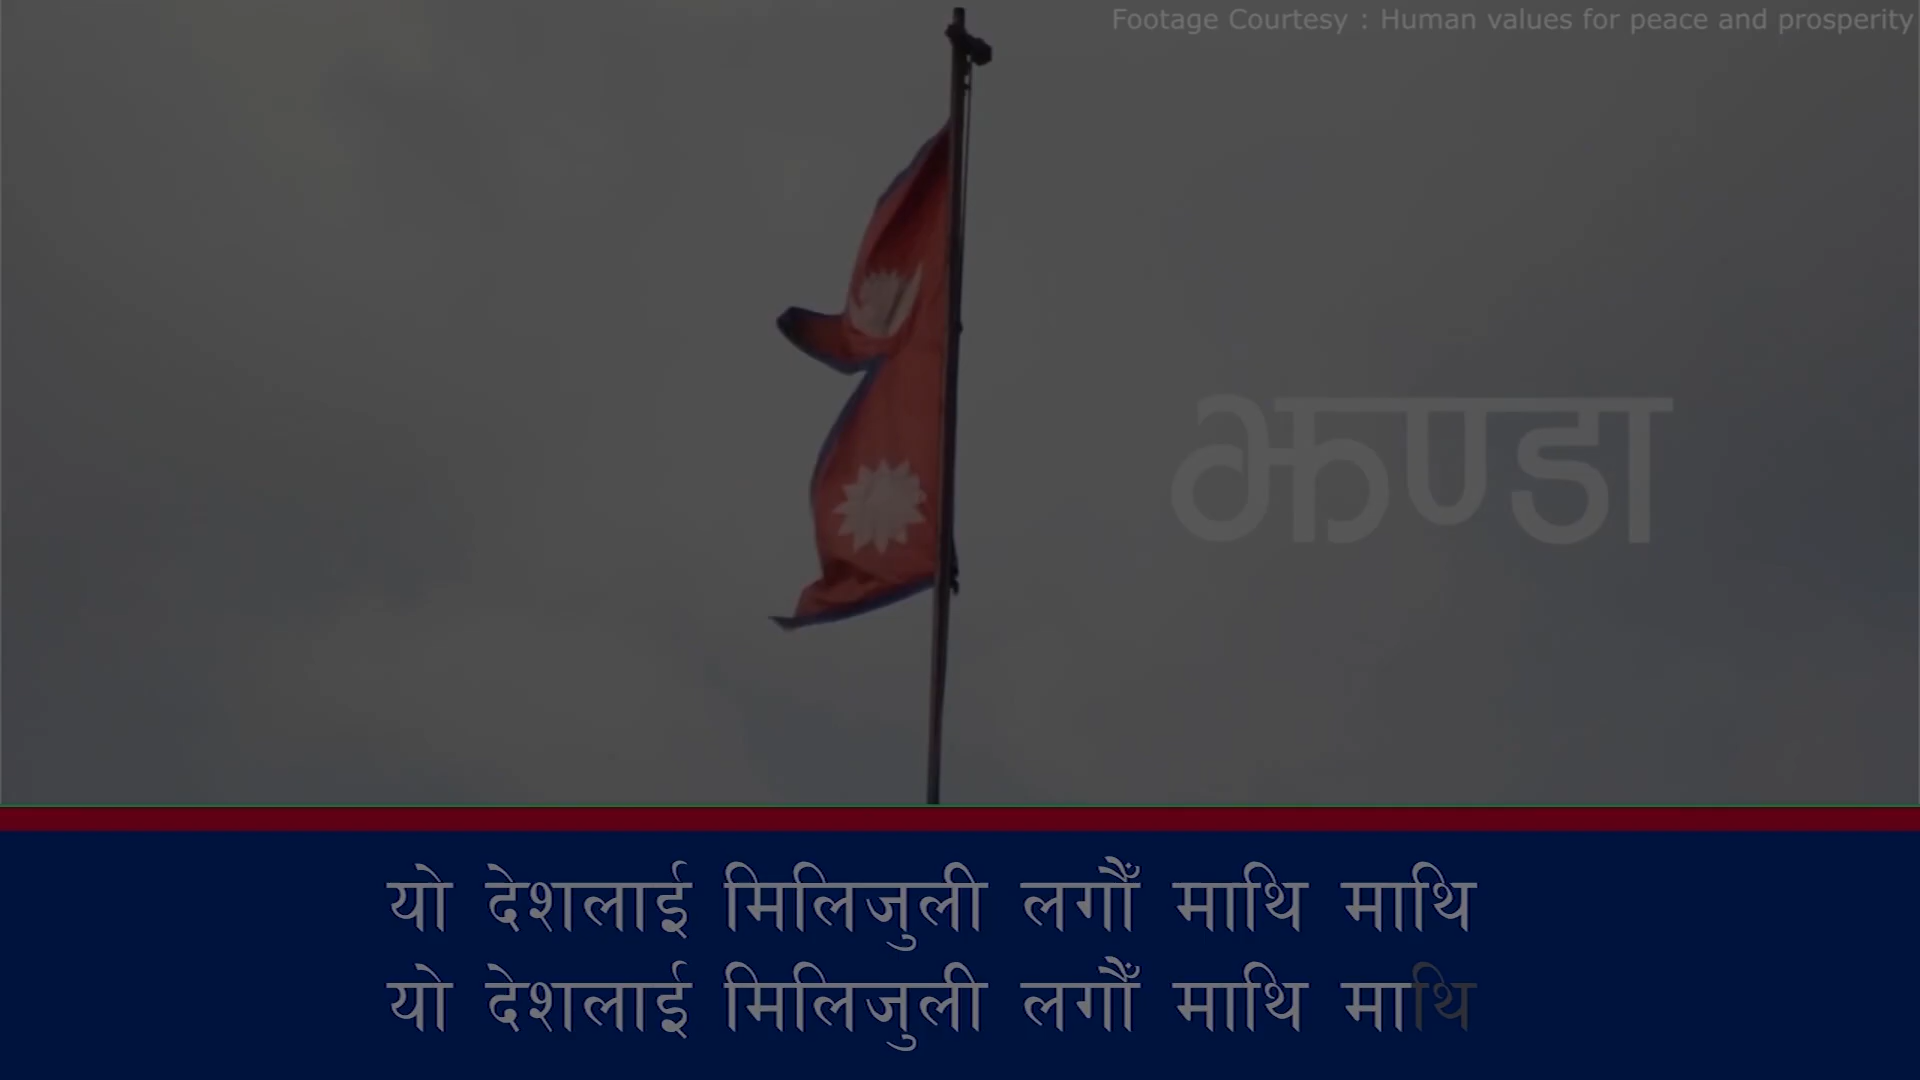 Footage Courtesy : Human values for peace and prosperity
झण्डा
यो देशलाई मिलिजुली लगौँ माथि माथि
यो देशलाई मिलिजुली लगौँ माथि माथि